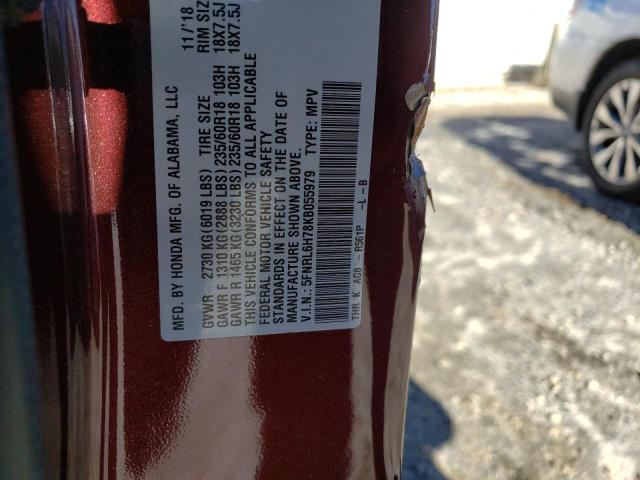 MFD. BY HONDA MFG. OF ALABAMA, LLC 11/'18
TIRE SIZE RIM SIZE
GVWR 2730 KG(6019 LBS)
GAWR F 1310 KG(2888 LBS) 235/60R18 103H 18X7.5J
GAWR R 1465 KG(3230 LBS) 235/60R18 103H 18X7.5J
THIS VEHICLE CONFORMS TO ALL APPLICABLE
FEDERAL MOTOR VEHICLE SAFETY
STANDARDS IN EFFECT ON THE DATE OF
MANUFACTURE SHOWN ABOVE.
V.I.N.: 5FNRL6H78KB055979 TYPE: MPV
THR K AG8 - R561P -L-B